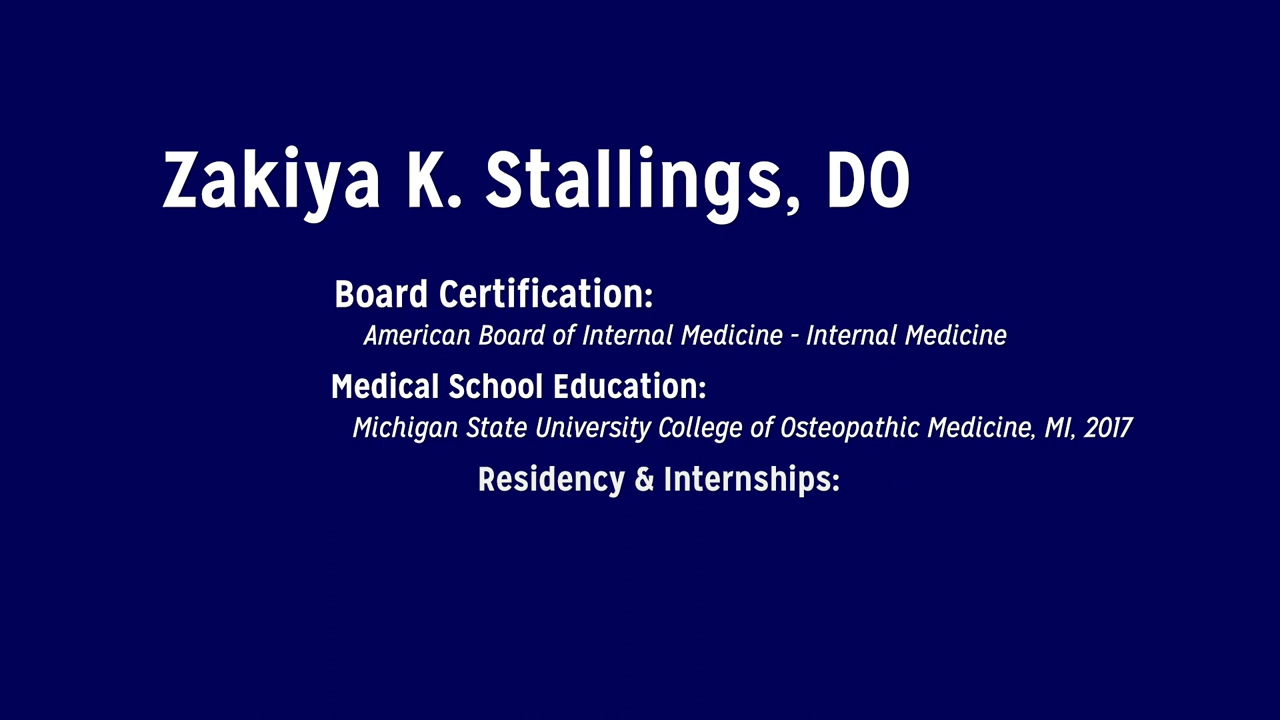 Zakiya K. Stallings, DO
Board Certification:
American Board of Internal Medicine - Internal Medicine
Medical School Education:
Michigan State University College of Osteopathic Medicine, MI, 2017
Residency & Internships: